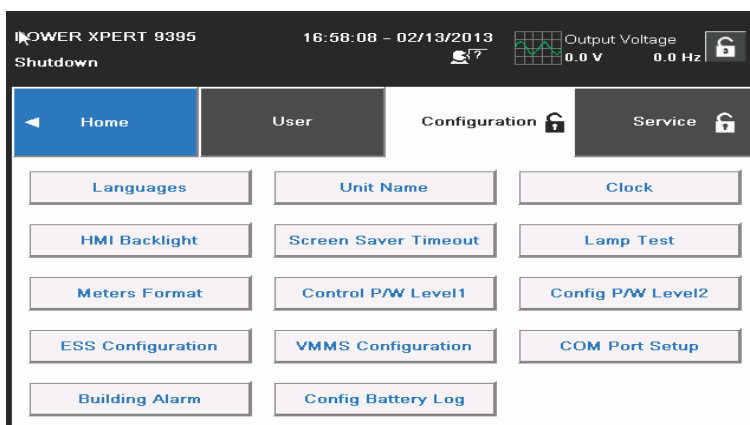 POWER XPERT 9395
16:58:08 - 02/13/2013
Output Voltage
Shutdown
?
0.0 V 0.0 Hz
3
Home
User
Configuration
Service
Languages
Unit Name
Clock
HMI Backlight
Screen Saver Timeout
Lamp Test
Meters Format
Control P/W Level1
Config P/W Level2
ESS Configuration
VMMS Configuration
COM Port Setup
Building Alarm
Config Battery Log